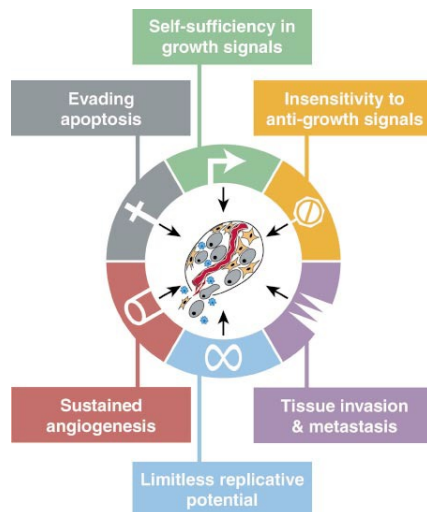 Self-sufficiency in
growth signals
Evading
apoptosis
Insensitivity to
anti-growth signals
Sustained
angiogenesis
Tissue invasion
& metastasis
Limitless replicative
potential